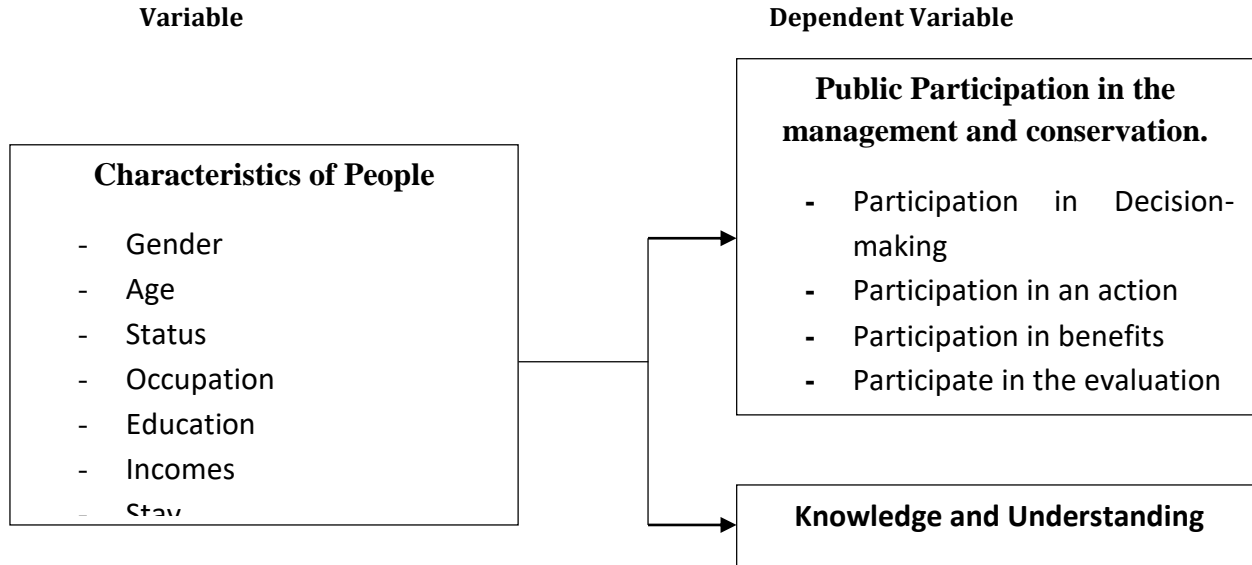 Variable
Dependent Variable
Characteristics of People
- Gender
- Age
- Status
- Occupation
- Education
- Incomes
- Stay
Public Participation in the
management and conservation.
- Participation in Decision-
making
- Participation in an action
- Participation in benefits
- Participate in the evaluation
Knowledge and Understanding